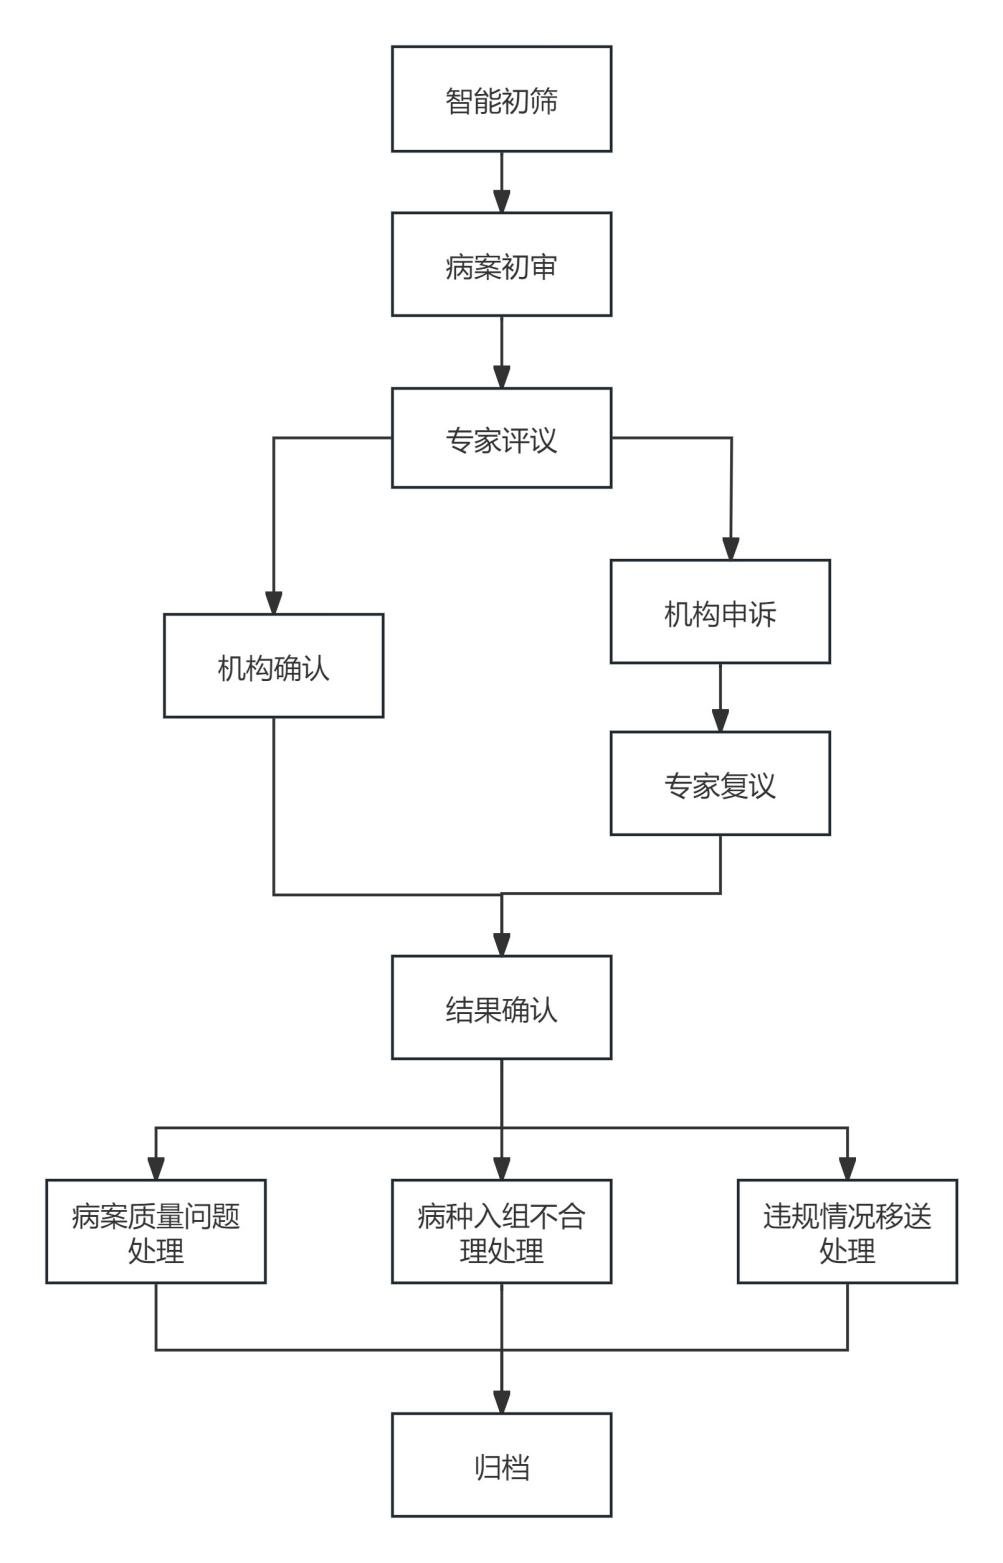 智能初筛
病案初审
专家评议
机构申诉
机构确认
专家复议
结果确认
病案质量问题
处理
病种入组不合
理处理
违规情况移送
处理
归档